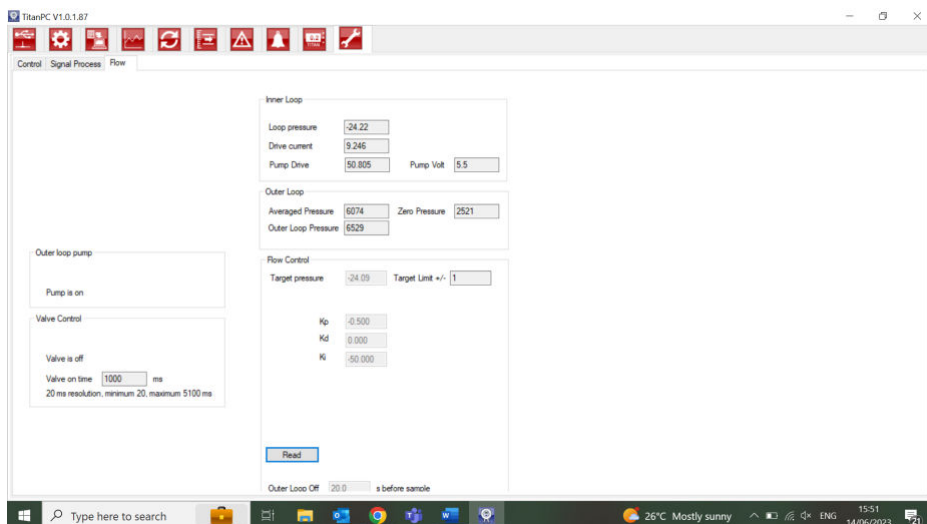 TitanPC V1.0.1.87
TITAN
Control Signal Process Flow
Inner Loop
Loop pressure -24.22
Drive current 9.246
Pump Drive 50.805 Pump Volt 5.5
Outer Loop
Averaged Pressure 6074 Zero Pressure 2521
Outer Loop Pressure 6529
Outer loop pump
Pump is on
Valve Control
Valve is off
Valve on time 1000 ms
20 ms resolution, minimum 20, maximum 5100 ms
Flow Control
Target pressure -24.09 Target Limit +/- 1
Kp -0.500
Kd 0.000
Ki -50.000
Read
Outer Loop Off 20.0 s before sample
Type here to search
26°C Mostly sunny
ENG
15:51
14/06/2023
21